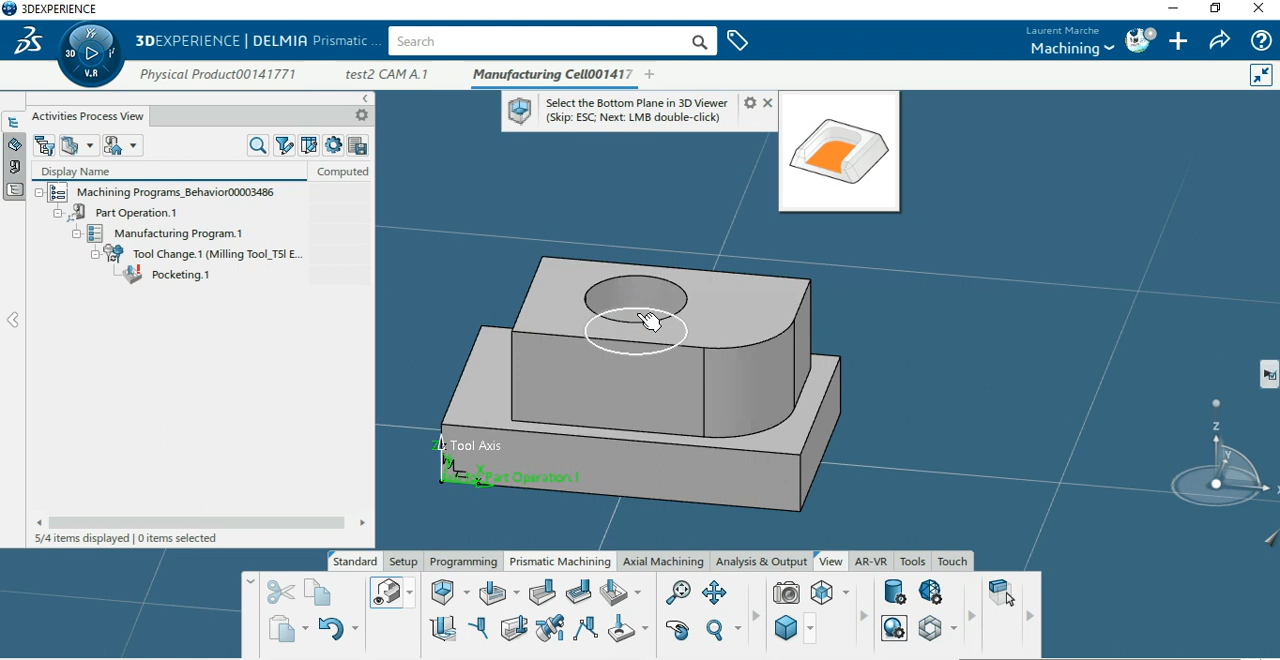 3DEXPERIENCE
3D
V.R
3DEXPERIENCE | DELMIA Prismatic ...
Search
Laurent Marche
Machining
Physical Product00141771
test2 CAM A.1
Manufacturing Cell001417
Select the Bottom Plane in 3D Viewer
(Skip: ESC; Next: LMB double-click)
Activities Process View
Display Name
Computed
Machining Programs_Behavior00003486
Part Operation.1
Manufacturing Program.1
Tool Change.1 (Milling Tool_T5l E...
Pocketing.1
5/4 items displayed | 0 items selected
Tool Axis
Part Operation.1
Z
Y
X
Standard
Setup
Programming
Prismatic Machining
Axial Machining
Analysis & Output
View
AR-VR
Tools
Touch